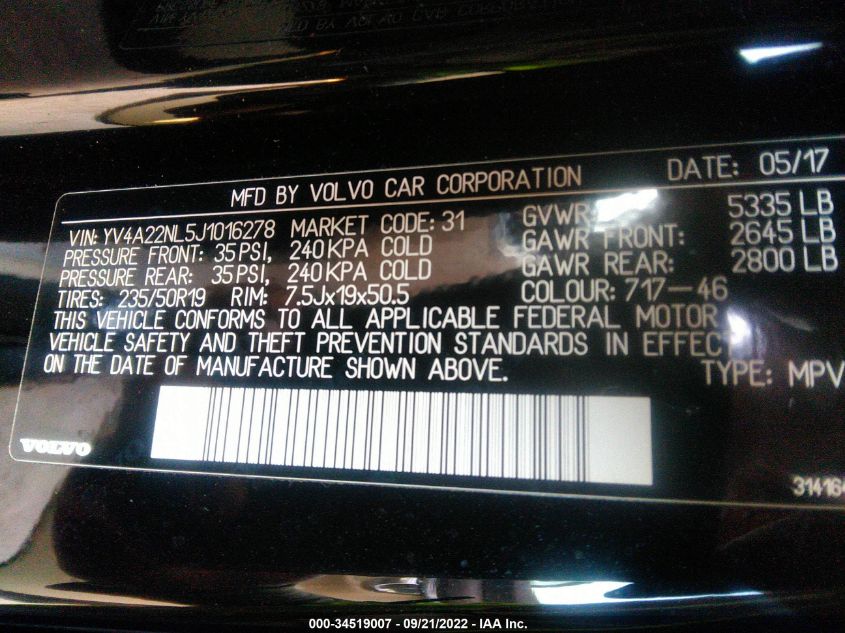 MFD BY VOLVO CAR CORPORATION DATE: 05/17
VIN: YV4A22NL5J1016278 MARKET CODE: 31 GVWR: 5335 LB
PRESSURE FRONT: 35 PSI, 240 KPA COLD GAWR FRONT: 2645 LB
PRESSURE REAR: 35 PSI, 240 KPA COLD GAWR REAR: 2800 LB
TIRES: 235/50R19 RIM: 7.5Jx19x50.5 COLOUR: 717-46
THIS VEHICLE CONFORMS TO ALL APPLICABLE FEDERAL MOTOR
VEHICLE SAFETY AND THEFT PREVENTION STANDARDS IN EFFECT
ON THE DATE OF MANUFACTURE SHOWN ABOVE. TYPE: MPV
VOLVO
314164
000-34519007 - 09/21/2022 - IAA Inc.